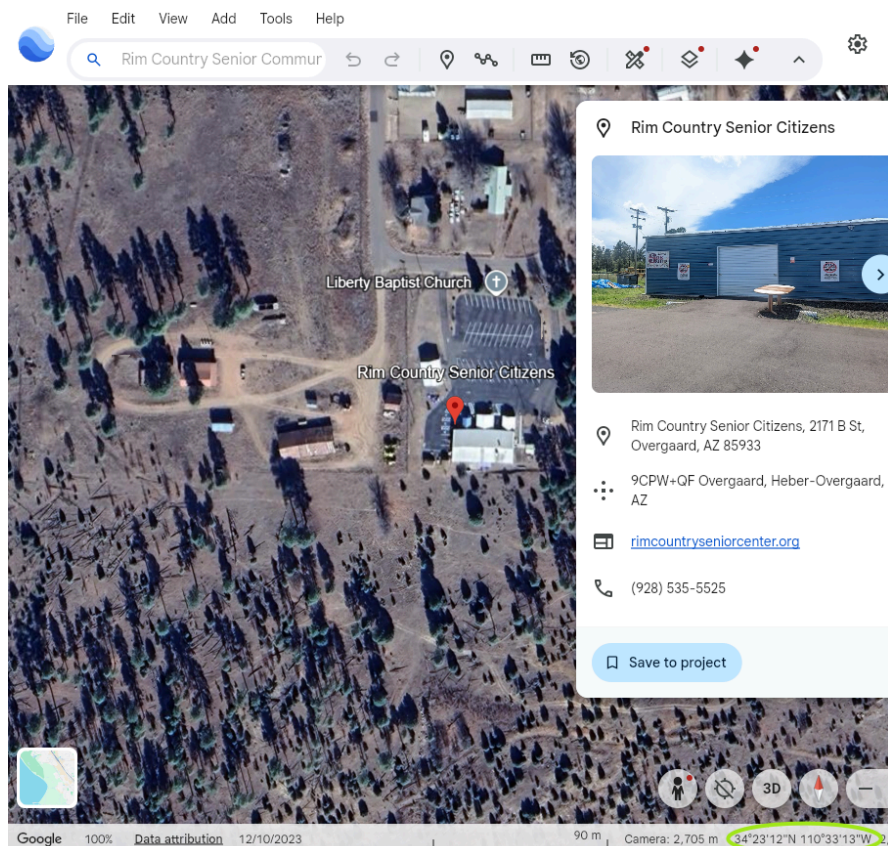 File Edit View Add Tools Help
Rim Country Senior Commur
Rim Country Senior Citizens
Liberty Baptist Church
Rim Country Senior Citizens
Rim Country Senior Citizens, 2171 B St,
Overgaard, AZ 85933
9CPW+QF Overgaard, Heber-Overgaard,
AZ
rimcountryseniorcenter.org
(928) 535-5525
Save to project
3D
Google 100% Data attribution 12/10/2023 90 m Camera: 2,705 m 34°23'12"N 110°33'13"W 2,